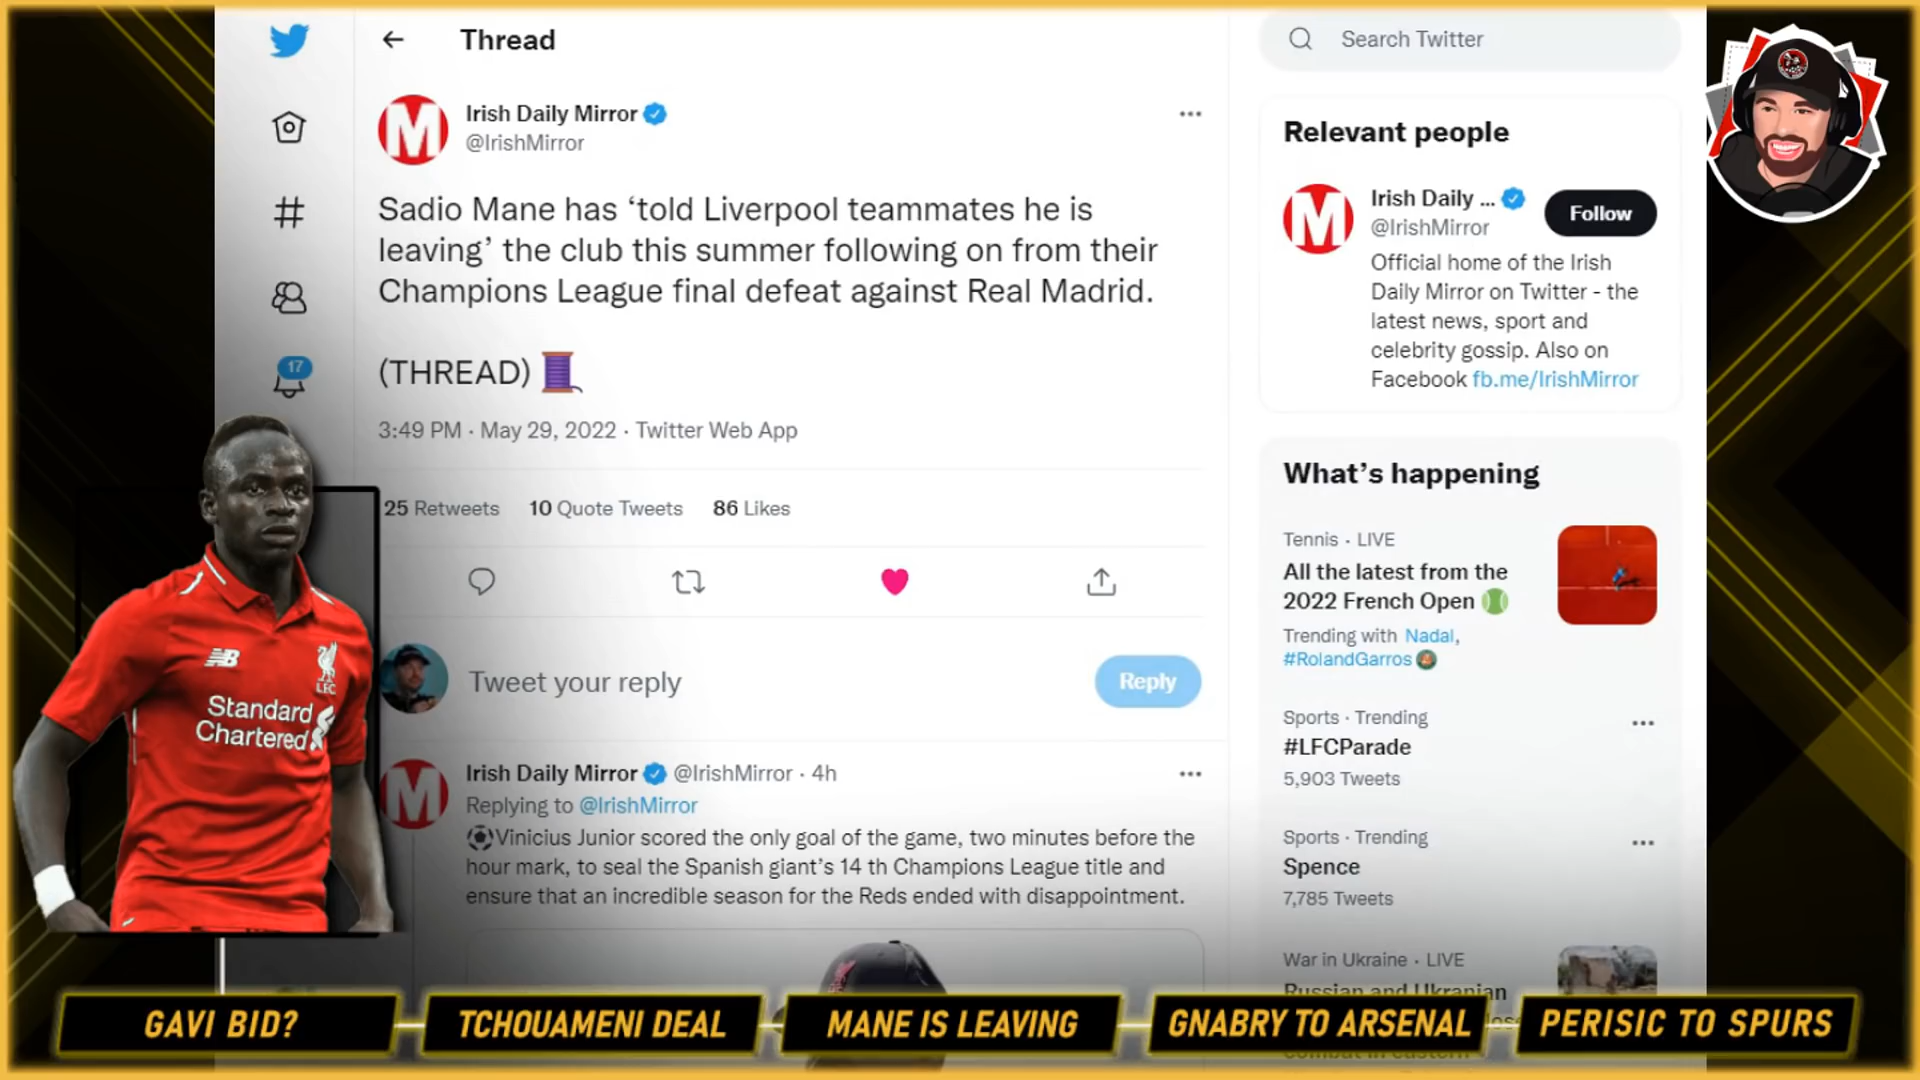 Thread
Search Twitter
Irish Daily Mirror
@IrishMirror
Sadio Mane has ‘told Liverpool teammates he is
leaving’ the club this summer following on from their
Champions League final defeat against Real Madrid.
(THREAD)
3:49 PM · May 29, 2022 · Twitter Web App
25 Retweets 10 Quote Tweets 86 Likes
Tweet your reply
Reply
Irish Daily Mirror @IrishMirror · 4h
Replying to @IrishMirror
Vinicius Junior scored the only goal of the game, two minutes before the
hour mark, to seal the Spanish giant’s 14 th Champions League title and
ensure that an incredible season for the Reds ended with disappointment.
17
Relevant people
Irish Daily ...
@IrishMirror
Follow
Official home of the Irish
Daily Mirror on Twitter - the
latest news, sport and
celebrity gossip. Also on
Facebook fb.me/IrishMirror
What’s happening
Tennis · LIVE
All the latest from the
2022 French Open
Trending with Nadal,
#RolandGarros
Sports · Trending
#LFCParade
5,903 Tweets
Sports · Trending
Spence
7,785 Tweets
War in Ukraine · LIVE
Russian and Ukranian
combat in eastern
NB
LFC
Standard
Chartered
GAVI BID?
TCHOUAMENI DEAL
MANE IS LEAVING
GNABRY TO ARSENAL
PERISIC TO SPURS